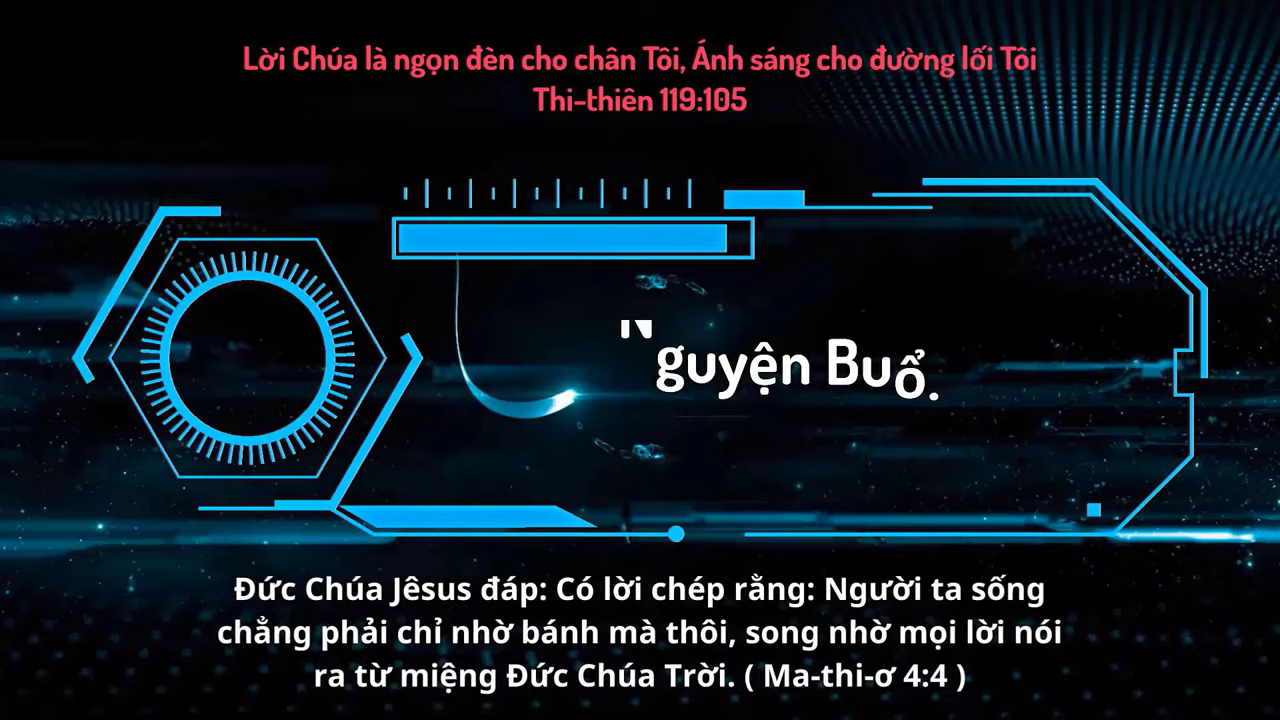 Lời Chúa là ngọn đèn cho chân Tôi, Ánh sáng cho đường lối Tôi
Thi-thiên 119:105
guyện Buổ
Đức Chúa Jêsus đáp: Có lời chép rằng: Người ta sống
chẳng phải chỉ nhờ bánh mà thôi, song nhờ mọi lời nói
ra từ miệng Đức Chúa Trời. ( Ma-thi-ơ 4:4 )